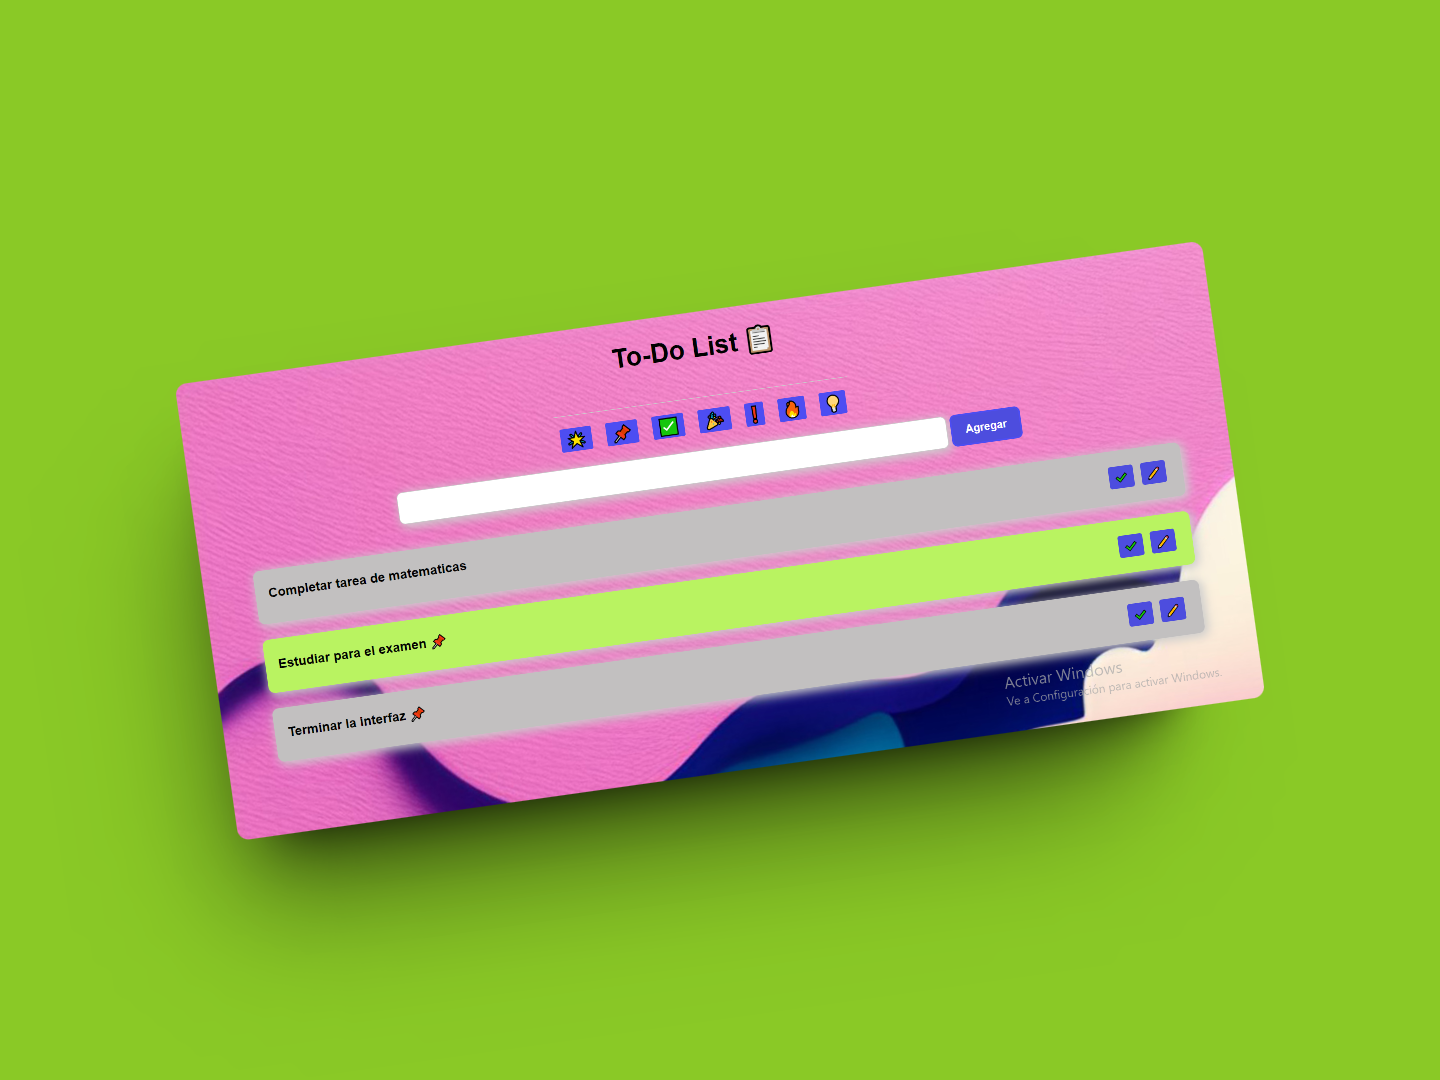 To-Do List
Agregar
Completar tarea de matematicas
Estudiar para el examen
Terminar la interfaz
Activar Windows
Ve a Configuración para activar Windows.